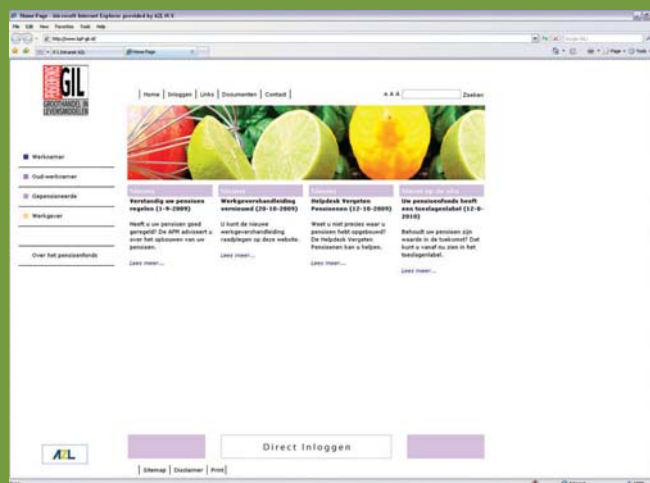 Home Page - Microsoft Internet Explorer provided by AZL N.V.
File Edit View Favorites Tools Help
Home Page
GIL
GROOTHANDEL IN
LEVENSMIDDELEN
Home | Inloggen | Links | Documenten | Contact |
A A A Zoeken
Werknemer
Oud-werknemer
Gepensioneerde
Werkgever
Over het pensioenfonds
Nieuws
Verstandig uw pensioen
regelen (1-9-2009)
Heeft u uw pensioen goed
geregeld? De AFM adviseert u
over het opbouwen van uw
pensioen.
Lees meer...
Nieuws
Werkgevershandleiding
vernieuwd (20-10-2009)
U kunt de nieuwe
werkgevershandleiding
raadplegen op deze website.
Lees meer...
Nieuws
Helpdesk Vergeten
Pensioenen (12-10-2009)
Weet u niet precies waar u
pensioen hebt opgebouwd?
De Helpdesk Vergeten
Pensioenen kan u helpen.
Lees meer...
Nieuw op de site
Uw pensioenfonds heeft
een toeslagenlabel (12-8-
2010)
Behoudt uw pensioen zijn
waarde in de toekomst? Dat
kunt u vanaf nu zien in het
toeslagenlabel.
Lees meer...
Direct Inloggen
AZL
Sitemap | Disclaimer | Print |